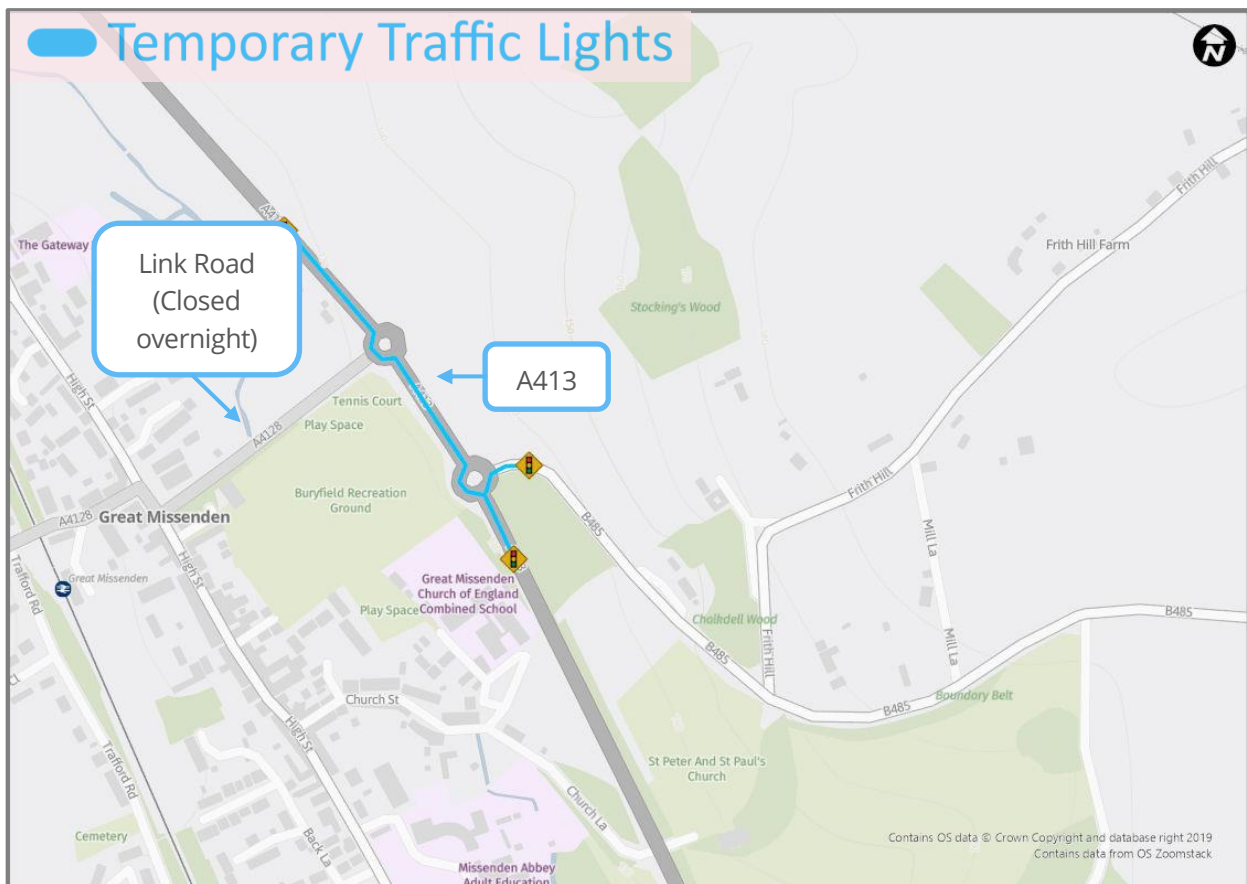 Temporary Traffic Lights
N
The Gateway
Link Road
(Closed
overnight)
A413
A4128
High St
Tennis Court
Play Space
Buryfield Recreation
Ground
Stocking's Wood
150
Frith Hill
Frith Hill Farm
Frith Hill
Mill La
Mill La
Frith Hill
B485
B485
B485
B485
Chalkdell Wood
Boundary Belt
A4128
Great Missenden
Great Missenden
Trafford Rd
High St
Great Missenden
Church of England
Combined School
Play Space
Church St
High St
Trafford Rd
St Peter And St Paul's
Church
Church La
Cemetery
Back La
Missenden Abbey
Adult Education
Contains OS data © Crown Copyright and database right 2019
Contains data from OS Zoomstack